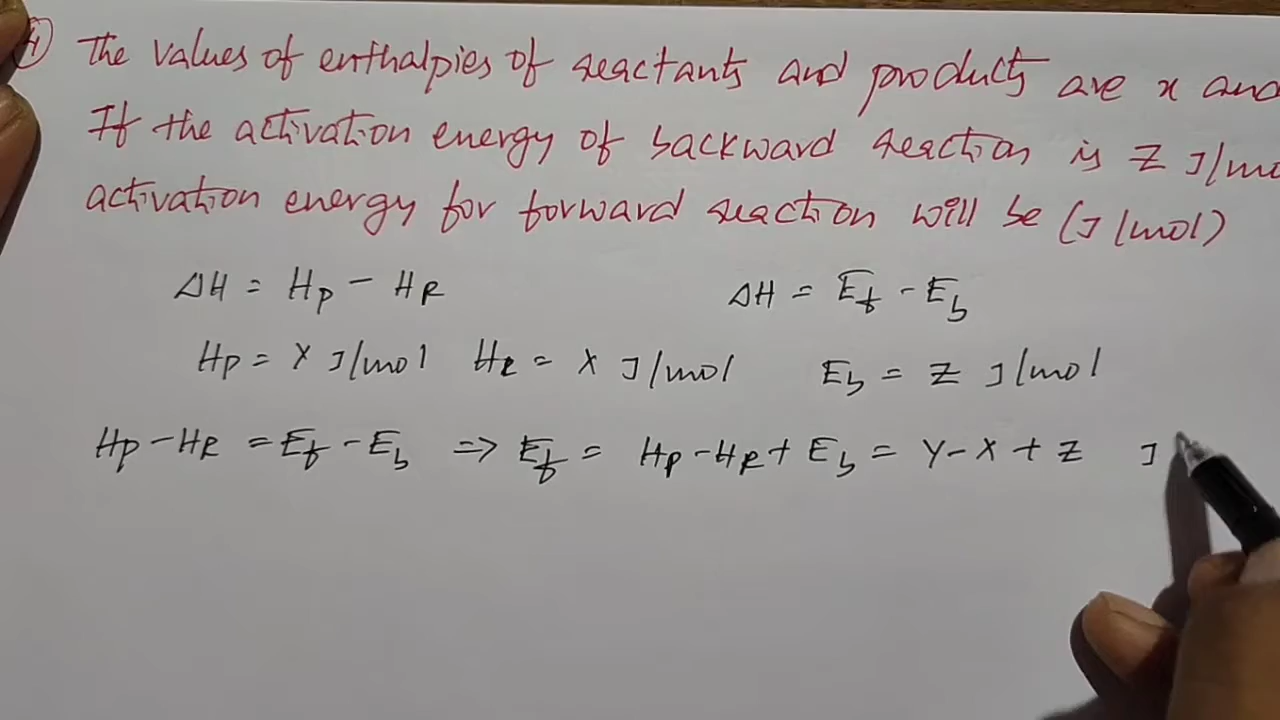 4 The values of enthalpies of reactants and products are x and
If the activation energy of backward reaction is Z J/mo
activation energy for forward reaction will be (J/mol)
ΔH = Hp - HR ΔH = Ef - Eb
Hp = X J/mol HR = X J/mol Eb = Z J/mol
Hp - HR = Ef - Eb => Ef = Hp - HR + Eb = Y - X + Z J